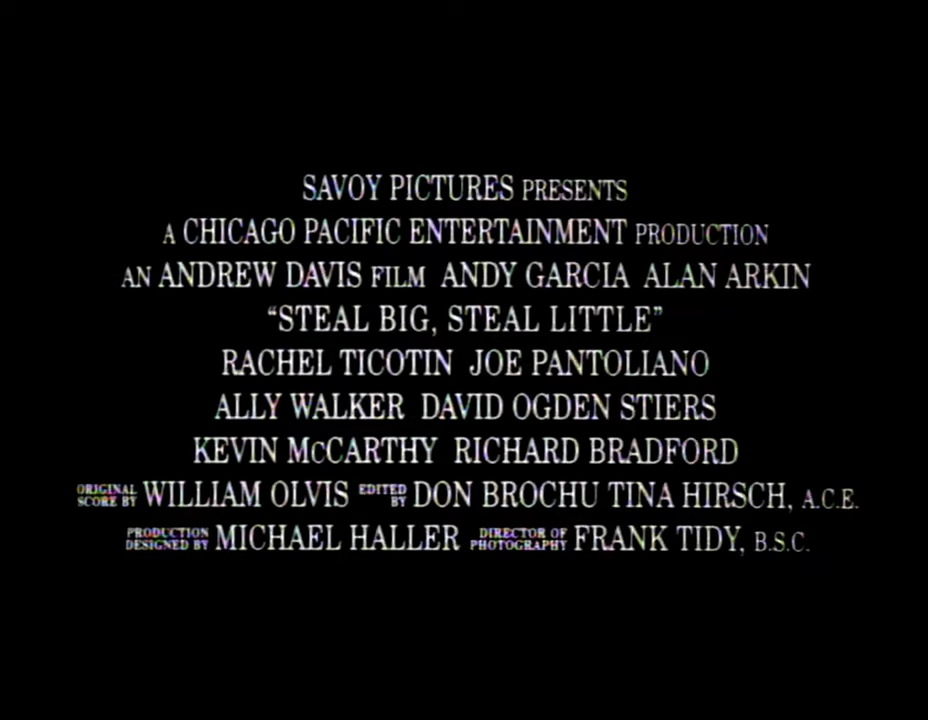 SAVOY PICTURES PRESENTS
A CHICAGO PACIFIC ENTERTAINMENT PRODUCTION
AN ANDREW DAVIS FILM ANDY GARCIA ALAN ARKIN
“STEAL BIG, STEAL LITTLE”
RACHEL TICOTIN JOE PANTOLIANO
ALLY WALKER DAVID OGDEN STIERS
KEVIN McCARTHY RICHARD BRADFORD
ORIGINAL SCORE BY WILLIAM OLVIS EDITED BY DON BROCHU TINA HIRSCH, A.C.E.
PRODUCTION DESIGNED BY MICHAEL HALLER DIRECTOR OF PHOTOGRAPHY FRANK TIDY, B.S.C.